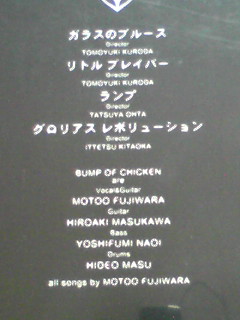 ガラスのブルース
Director
TOMOYUKI KURODA
リトルブレイバー
Director
TOMOYUKI KURODA
ランプ
Director
TATSUYA OHTA
グロリアスレボリューション
Director
ITTETSU KITAOKA
BUMP OF CHICKEN
are
Vocal&Guitar
MOTOO FUJIWARA
Guitar
HIROAKI MASUKAWA
Bass
YOSHIFUMI NAOI
Drums
HIDEO MASU
all songs by MOTOO FUJIWARA